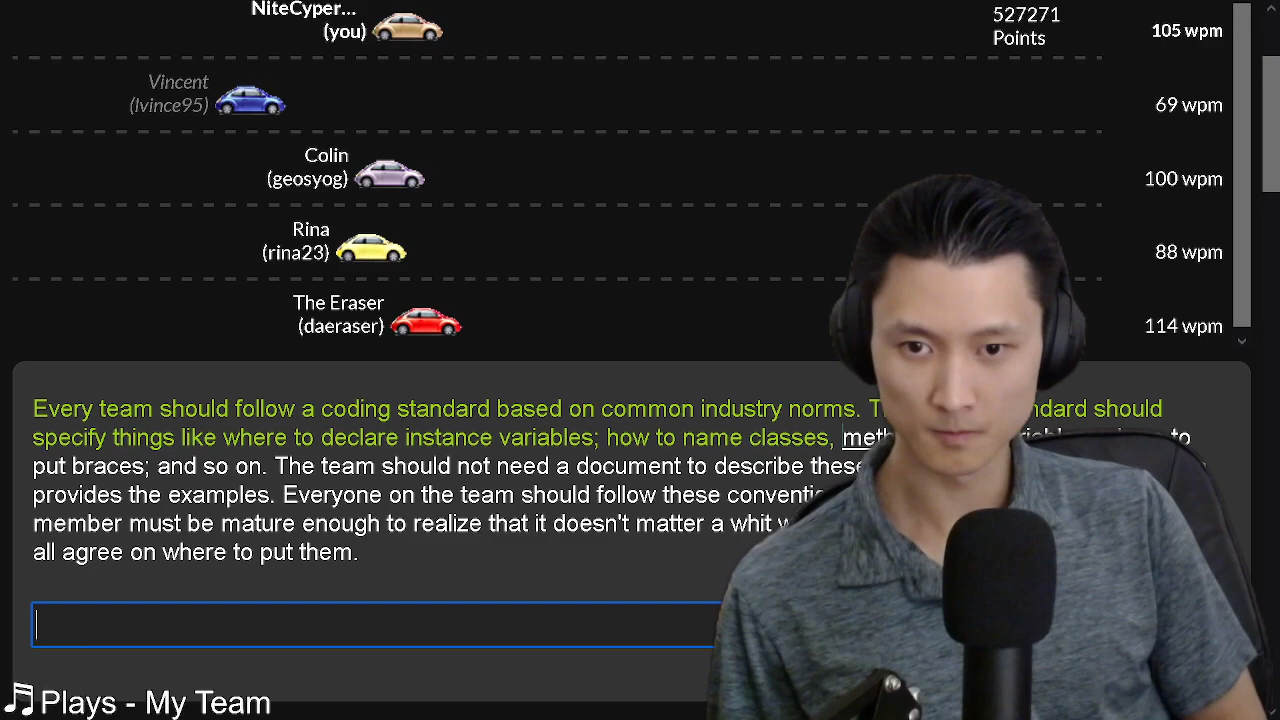 NiteCyper...
(you)
527271
Points
105 wpm
Vincent
(lvince95)
69 wpm
Colin
(geosyog)
100 wpm
Rina
(rina23)
88 wpm
The Eraser
(daeraser)
114 wpm
Every team should follow a coding standard based on common industry norms. should
specify things like where to declare instance variables; how to name classes, to
put braces; and so on. The team should not need a document to describe these
provides the examples. Everyone on the team should follow these
member must be mature enough to realize that it doesn't matter a whit
all agree on where to put them.
Plays - My Team